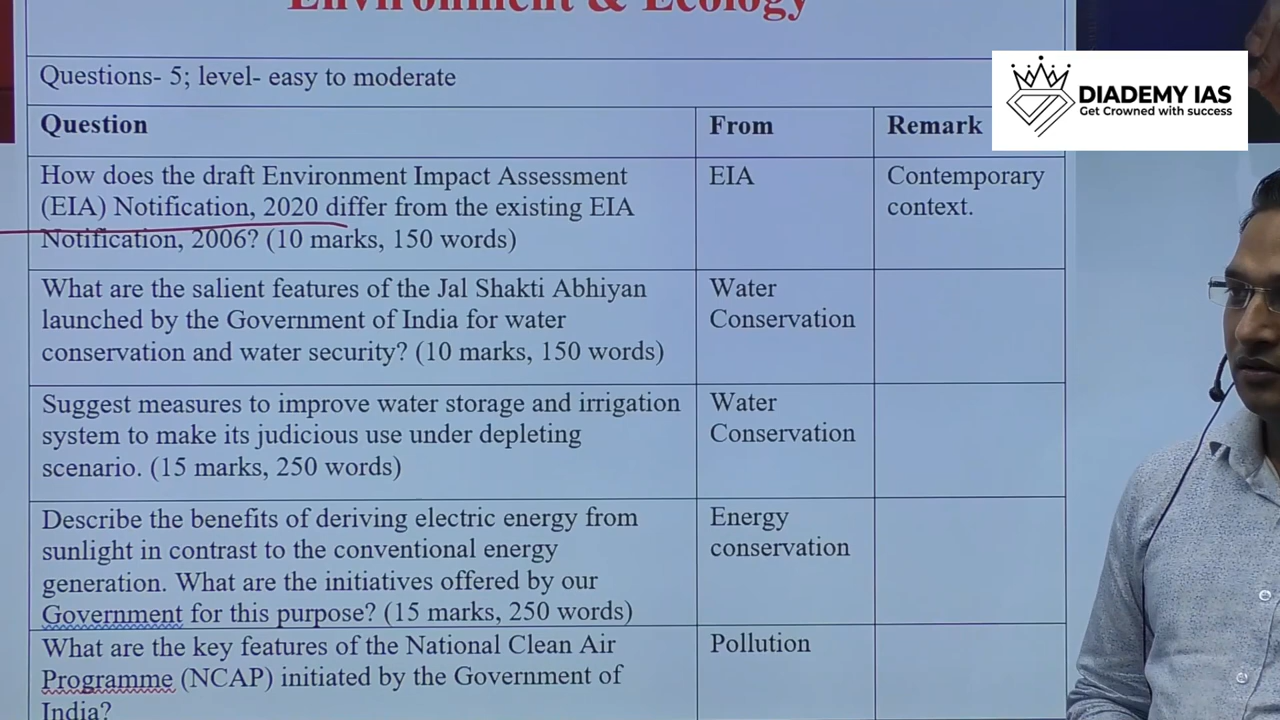 Environment & Ecology
DIADEMY IAS
Get Crowned with success
Questions- 5; level- easy to moderate
Question From Remark
How does the draft Environment Impact Assessment
(EIA) Notification, 2020 differ from the existing EIA
Notification, 2006? (10 marks, 150 words)
EIA
Contemporary
context.
What are the salient features of the Jal Shakti Abhiyan
launched by the Government of India for water
conservation and water security? (10 marks, 150 words)
Water
Conservation
Suggest measures to improve water storage and irrigation
system to make its judicious use under depleting
scenario. (15 marks, 250 words)
Water
Conservation
Describe the benefits of deriving electric energy from
sunlight in contrast to the conventional energy
generation. What are the initiatives offered by our
Government for this purpose? (15 marks, 250 words)
Energy
conservation
What are the key features of the National Clean Air
Programme (NCAP) initiated by the Government of
India?
Pollution